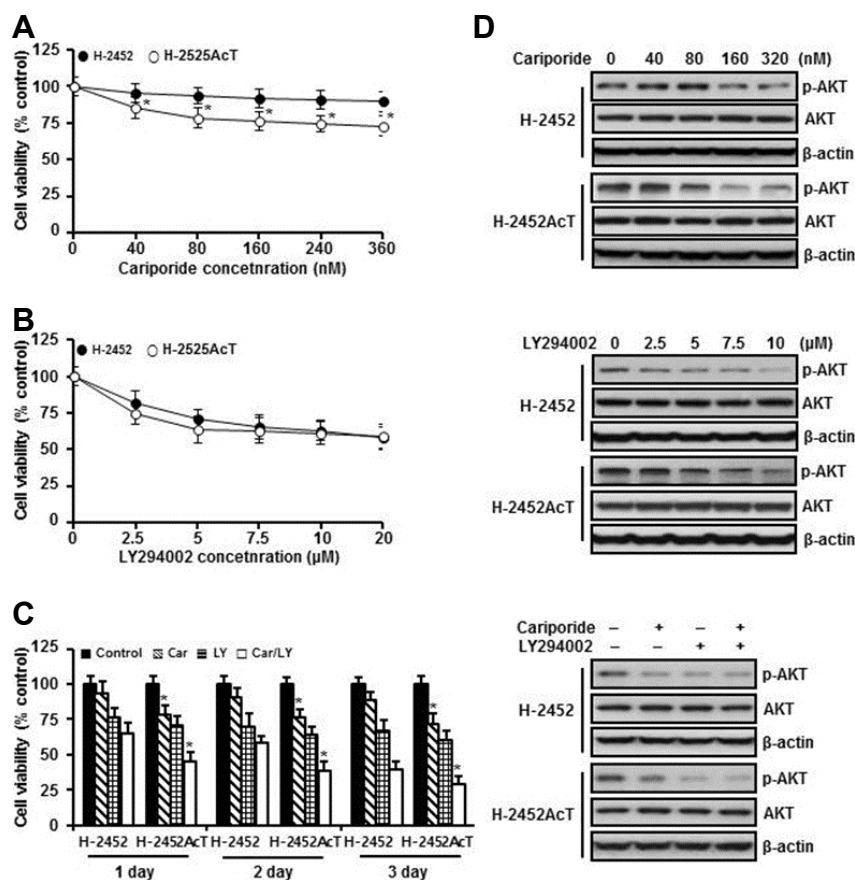 A
125
H-2452 H-2525AcT
100
75
50
25
0
Cell viability (% control)
0 40 80 160 240 360
* * * * *
Cariporide concetnration (nM)
B
125
H-2452 H-2525AcT
100
75
50
25
0
Cell viability (% control)
0 2.5 5 7.5 10 20
LY294002 concetnration (μM)
C
125
Control Car LY Car/LY
100
75
50
25
0
Cell viability (% control)
* * * * * *
H-2452 H-2452AcT H-2452 H-2452AcT H-2452 H-2452AcT
1 day 2 day 3 day
D
Cariporide 0 40 80 160 320 (nM)
H-2452
p-AKT
AKT
β-actin
H-2452AcT
p-AKT
AKT
β-actin
LY294002 0 2.5 5 7.5 10 (μM)
H-2452
p-AKT
AKT
β-actin
H-2452AcT
p-AKT
AKT
β-actin
Cariporide – + – +
LY294002 – – + +
H-2452
p-AKT
AKT
β-actin
H-2452AcT
p-AKT
AKT
β-actin